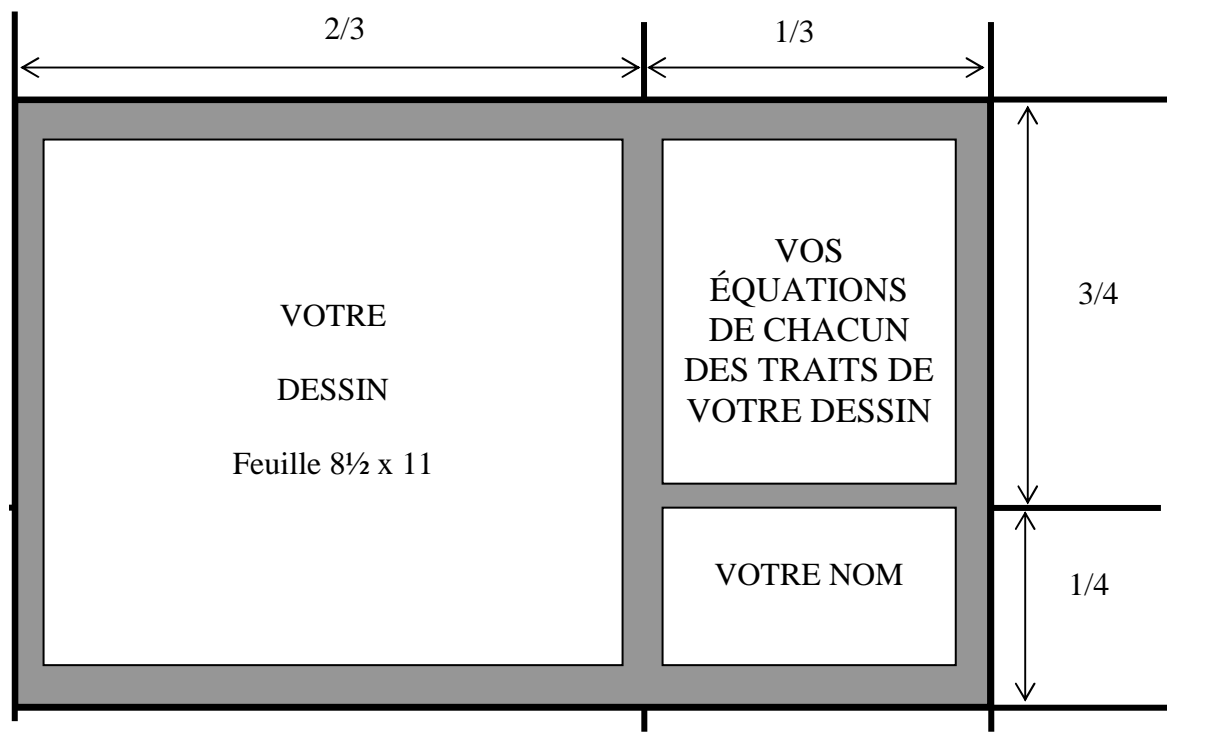 2/3
1/3
VOTRE
DESSIN
Feuille 8½ x 11
VOS
ÉQUATIONS
DE CHACUN
DES TRAITS DE
VOTRE DESSIN
3/4
VOTRE NOM
1/4